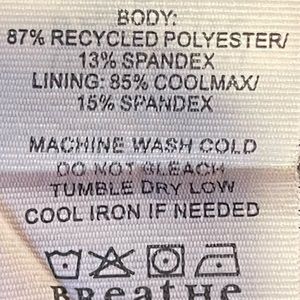 BODY:
87% RECYCLED POLYESTER/
13% SPANDEX
LINING: 85% COOLMAX/
15% SPANDEX
MACHINE WASH COLD
DO NOT BLEACH
TUMBLE DRY LOW
COOL IRON IF NEEDED
BREATHE